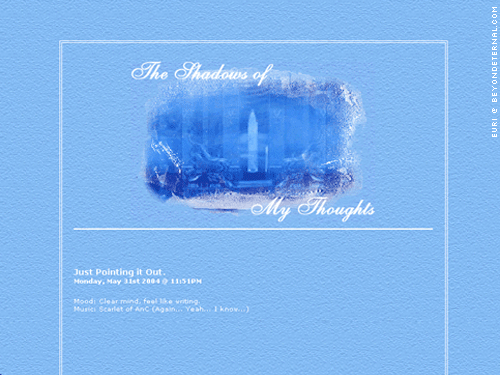 The Shadows of
My Thoughts
Just Pointing it Out.
Monday, May 31st 2004 @ 11:51PM
Mood: Clear mind, feel like writing.
Music: Scarlet of AnC (Again... Yeah... I know...)
EURI @ BEYONDETERNAL.COM